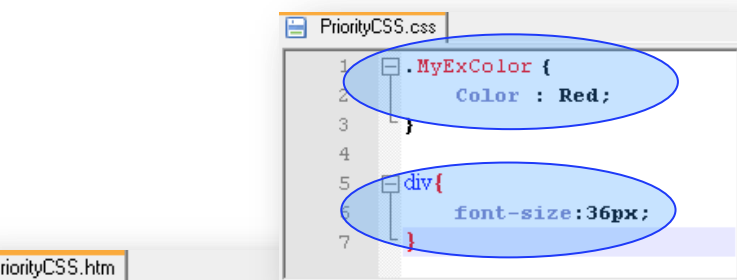 PriorityCSS.css
1 .MyExColor {
2 Color : Red;
3 }
4
5 div{
6 font-size:36px;
7 }
riorityCSS.htm